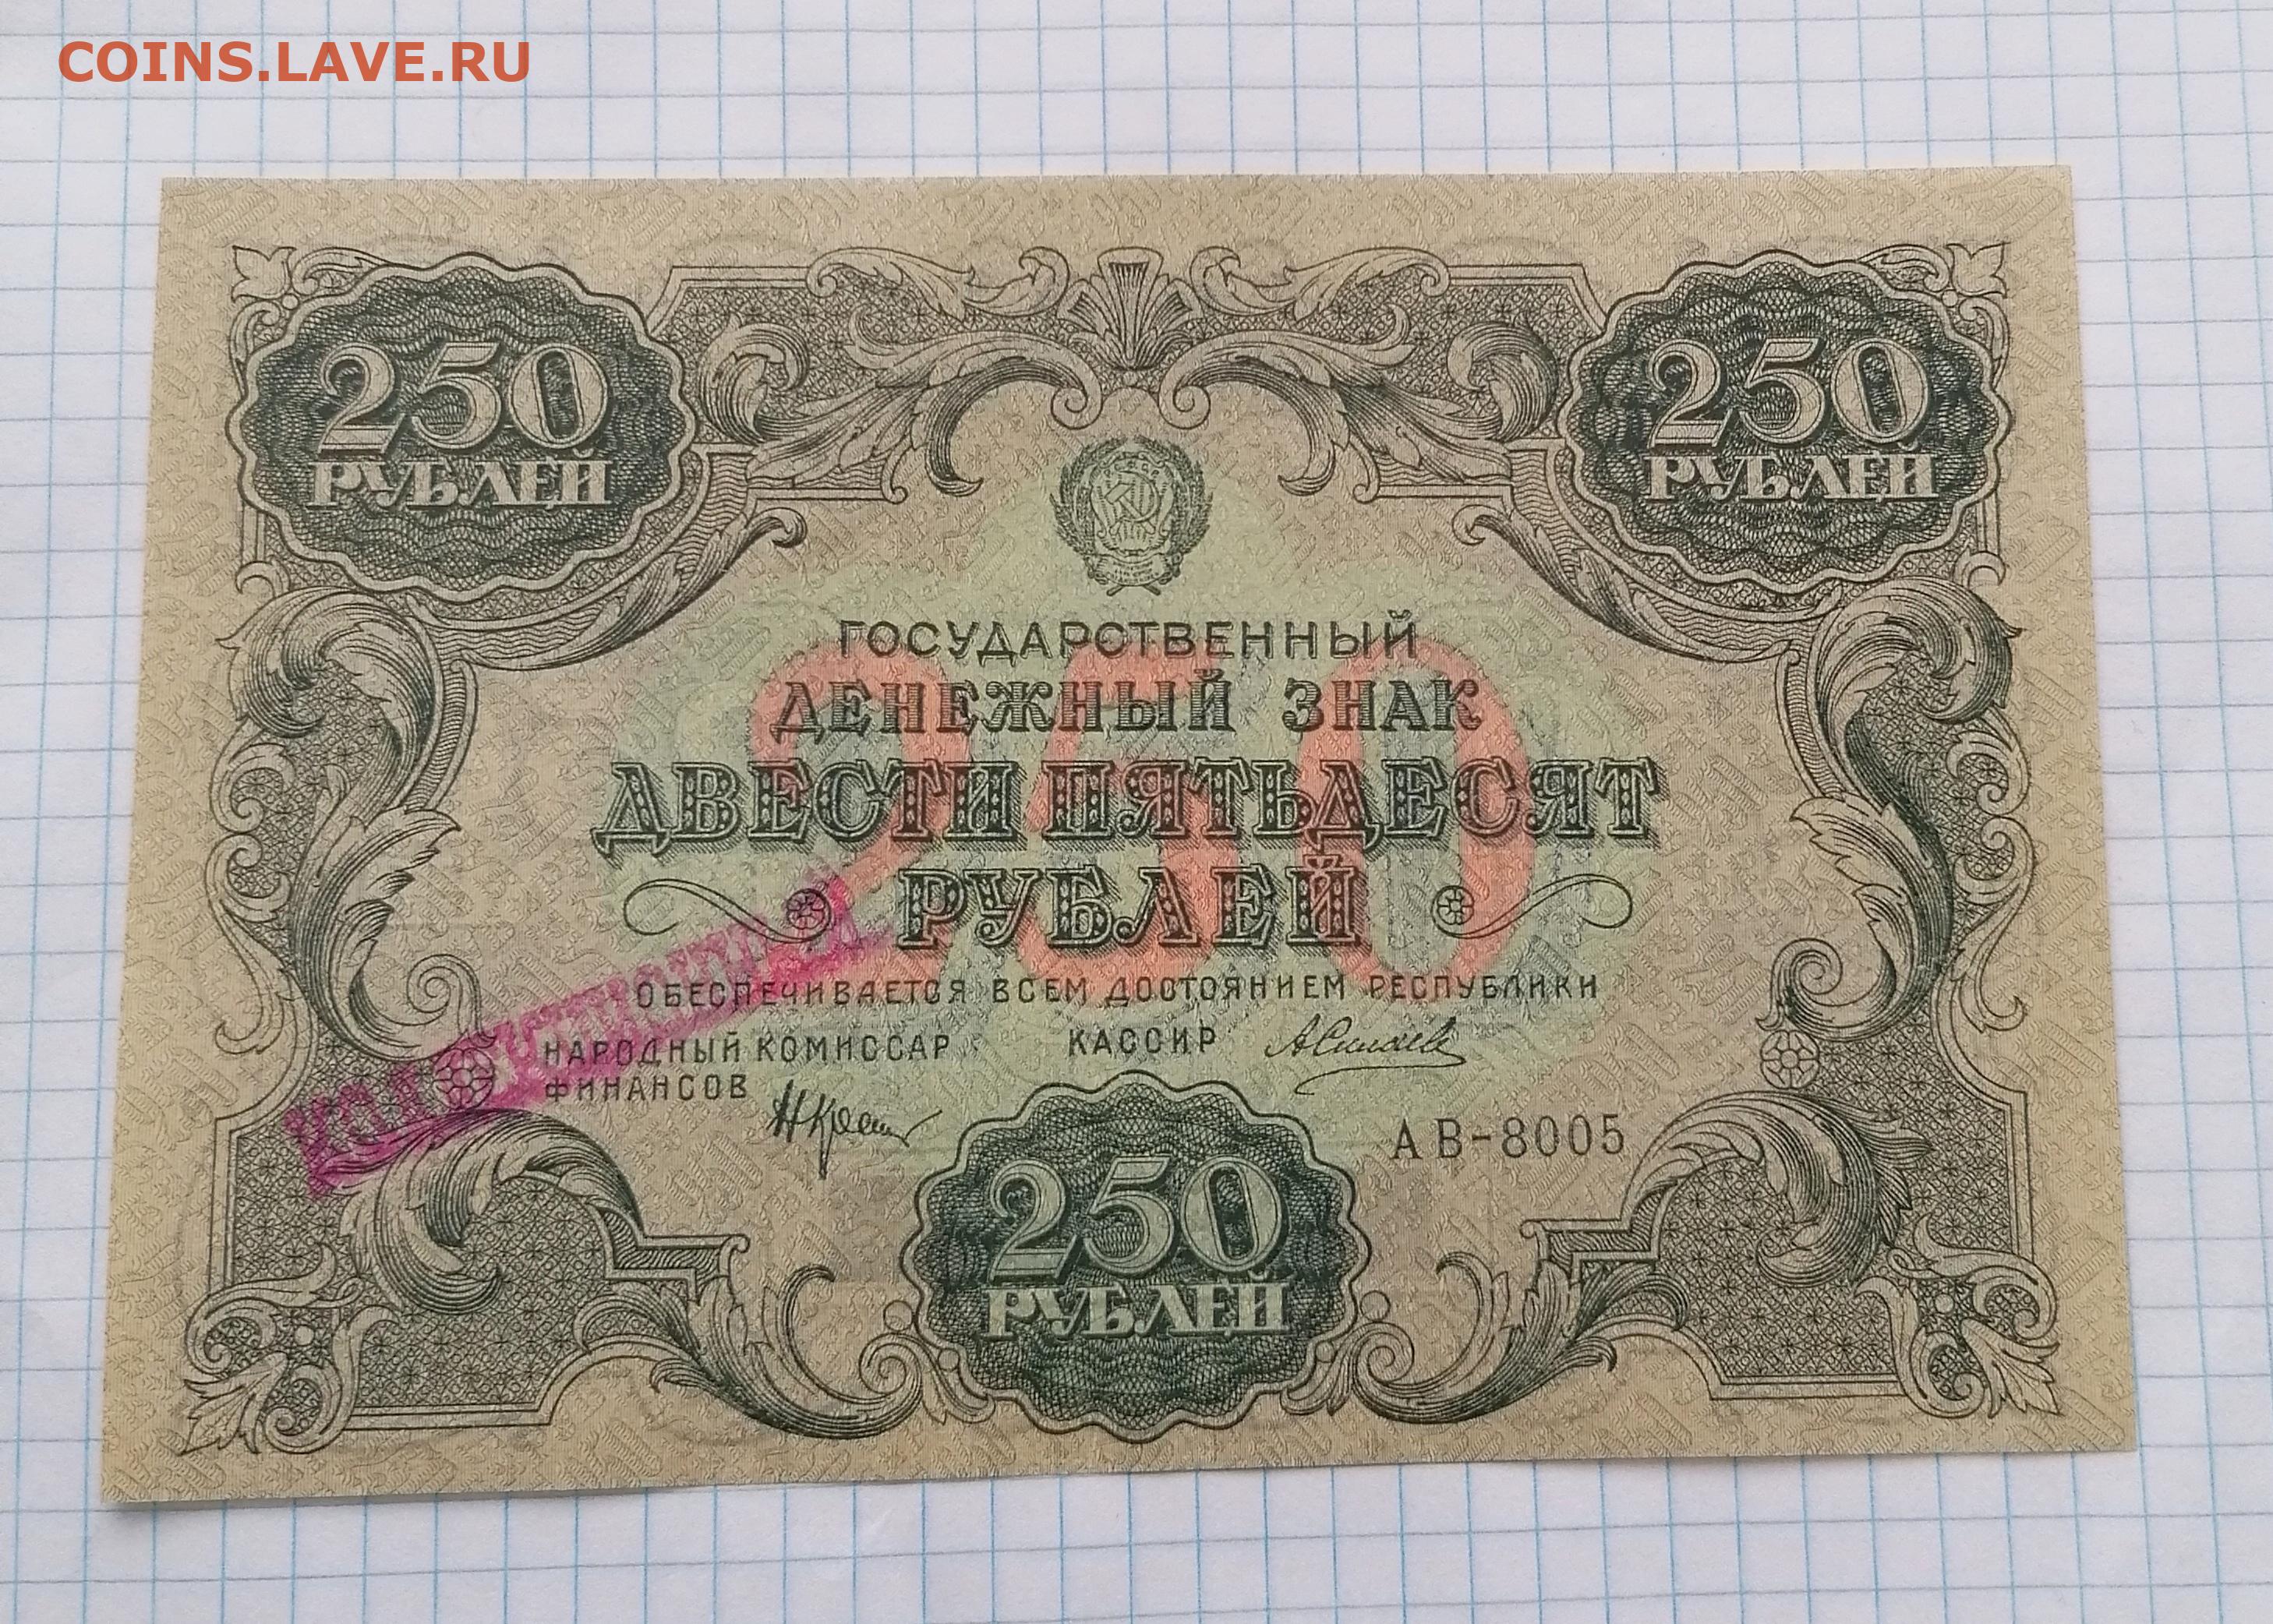 COINS.LAVE.RU
250
РУБЛЕЙ
250
РУБЛЕЙ
ГОСУДАРСТВЕННЫЙ
ДЕНЕЖНЫЙ ЗНАК
250
ДВЕСТИ ПЯТЬДЕСЯТ
РУБЛЕЙ
ОБЕСПЕЧИВАЕТСЯ ВСЕМ ДОСТОЯНИЕМ РЕСПУБЛИКИ
НАРОДНЫЙ КОМИССАР
ФИНАНСОВ
КАССИР
АВ-8005
250
РУБЛЕЙ